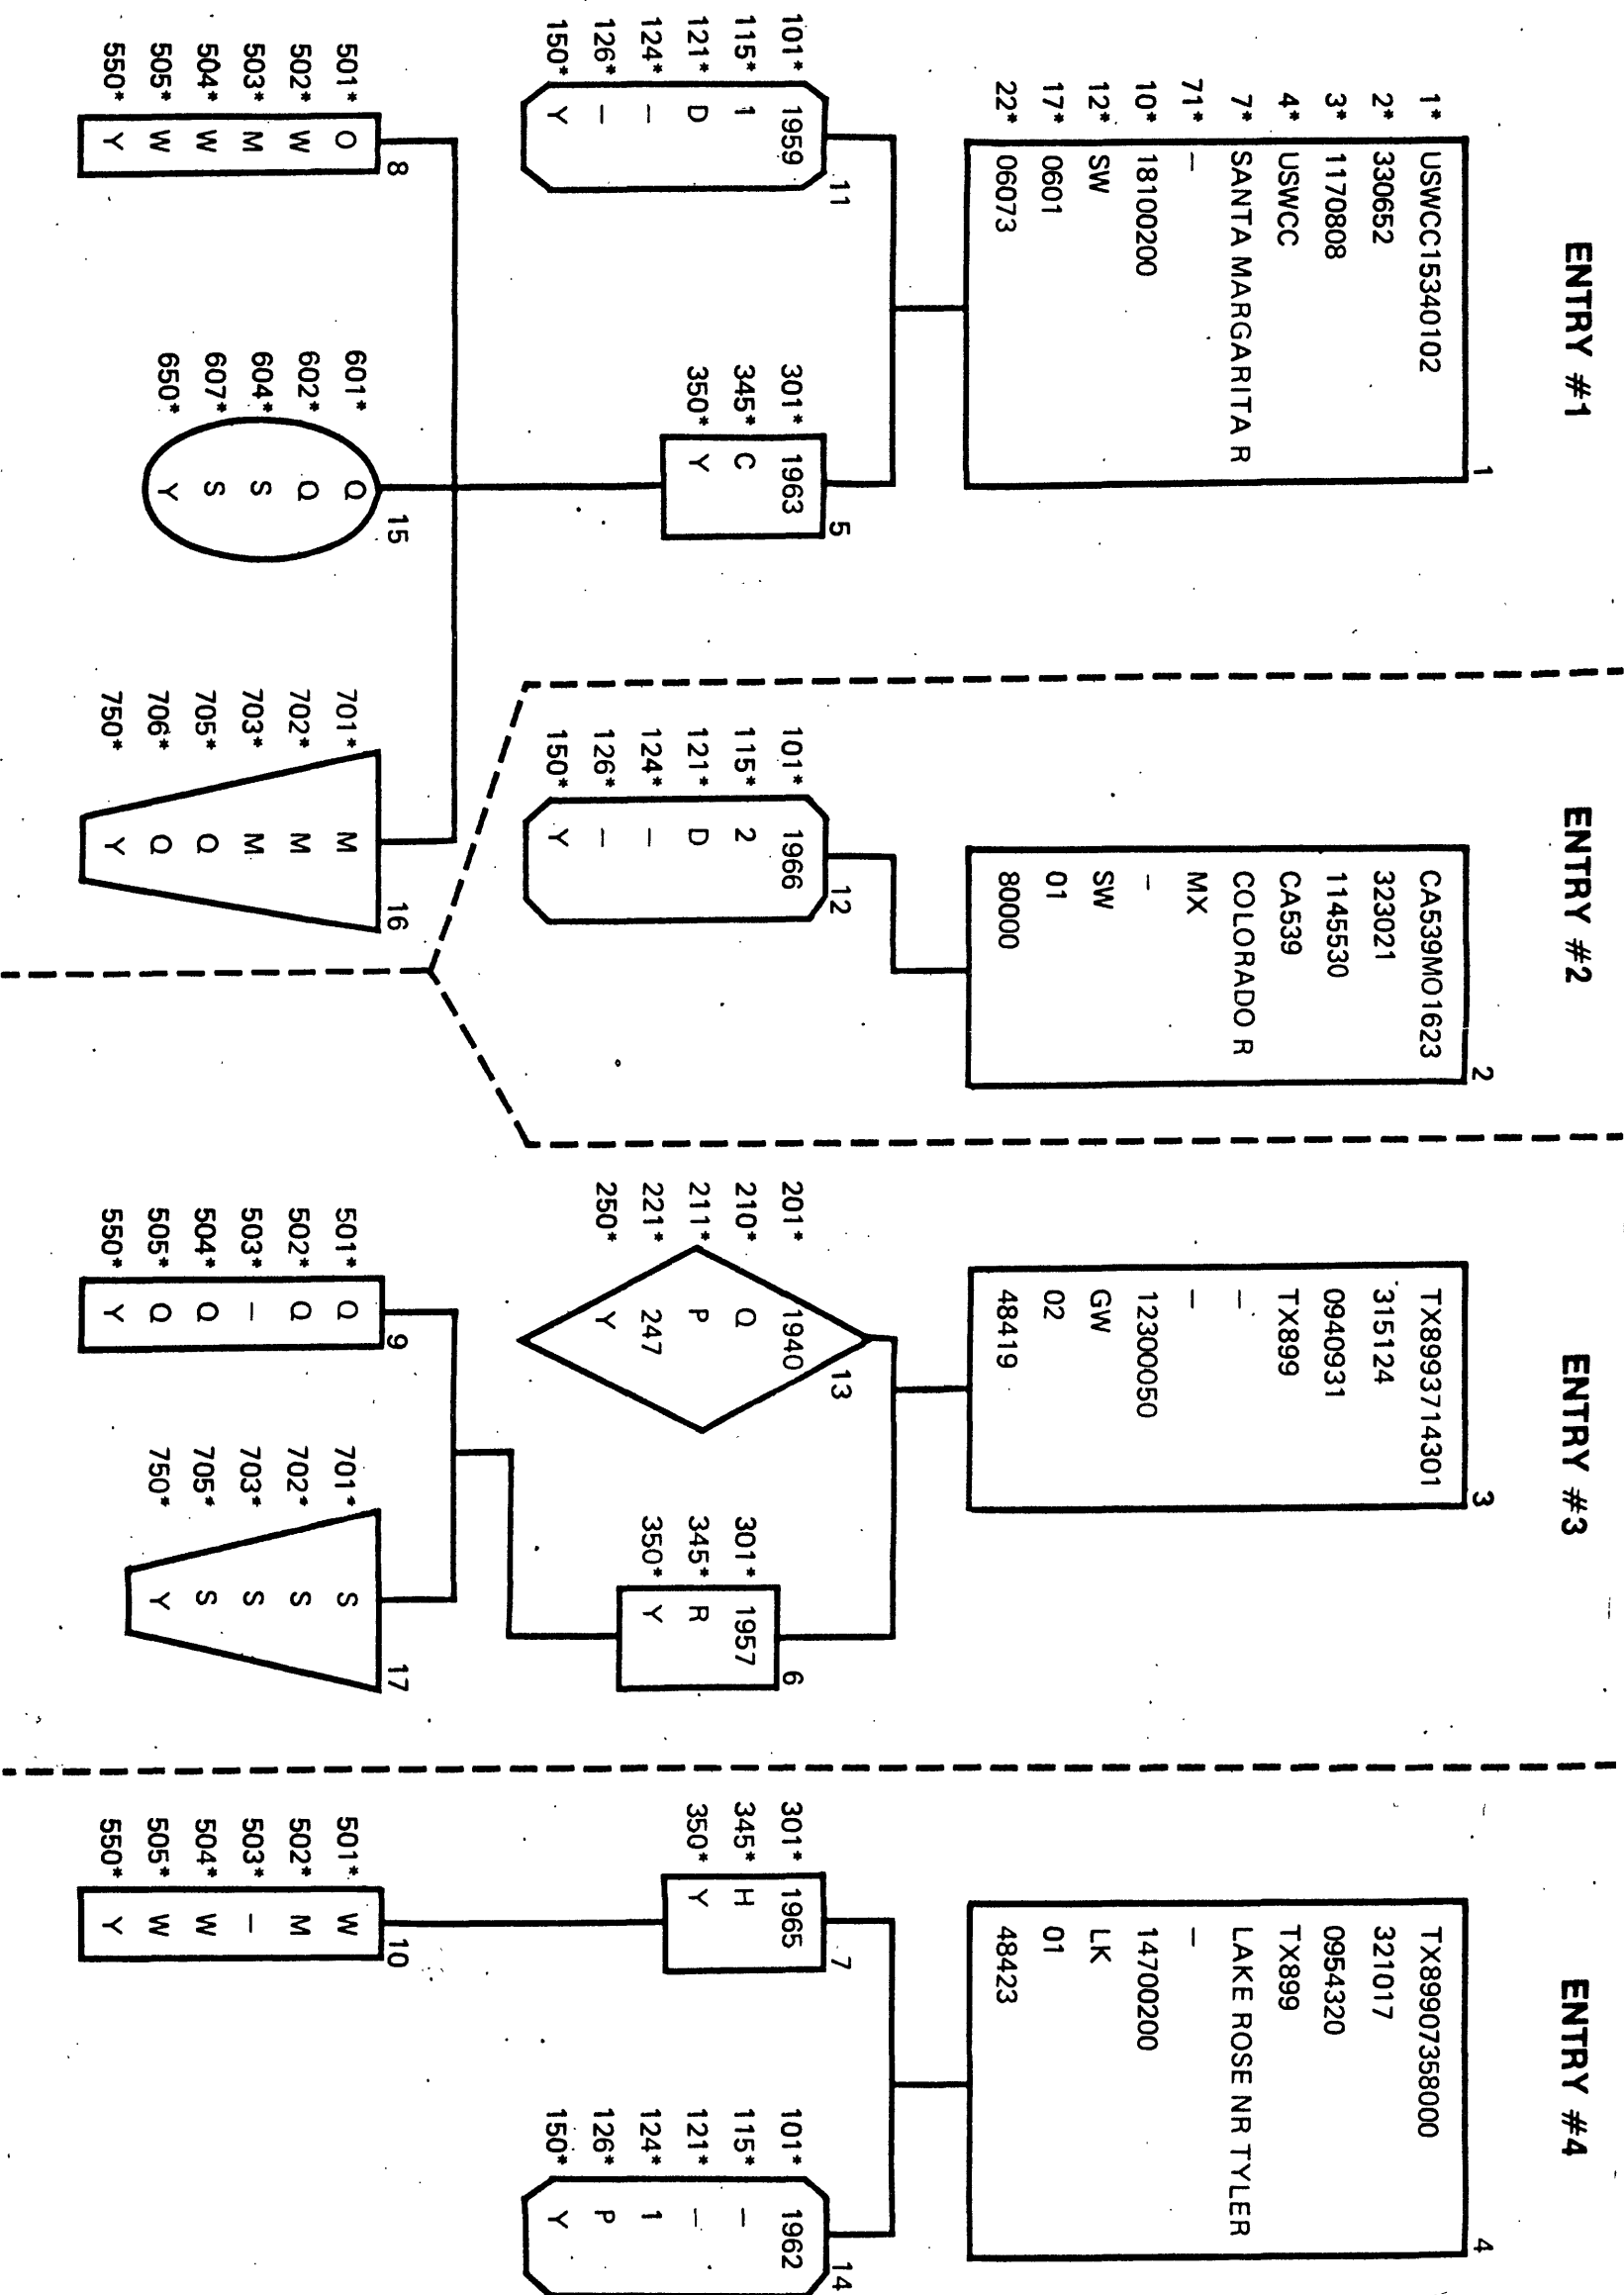 ENTRY #1
1
1* USWCC15340102
2* 330652
3* 1170808
4* USWCC
7* SANTA MARGARITA R
71* –
10* 18100200
12* SW
17* 0601
22* 06073
11
101* 1959
115* 1
121* D
124* –
126* –
150* Y
5
301* 1963
345* C
350* Y
8
501* O
502* W
503* M
504* W
505* W
550* Y
15
601* Q
602* Q
604* S
607* S
650* Y
16
701* M
702* M
703* M
705* Q
706* Q
750* Y
ENTRY #2
2
CA539MO1623
323021
1145530
CA539
COLORADO R
MX
–
SW
01
80000
12
101* 1966
115* 2
121* D
124* –
126* –
150* Y
ENTRY #3
3
TX8993714301
315124
0940931
TX899
–
–
12300050
GW
02
48419
13
201* 1940
210* Q
211* P
221* 247
250* Y
6
301* 1957
345* R
350* Y
9
501* Q
502* Q
503* –
504* Q
505* Q
550* Y
17
701* S
702* S
703* S
705* S
750* Y
ENTRY #4
4
TX89907358000
321017
0954320
TX899
LAKE ROSE NR TYLER
–
14700200
LK
01
48423
7
301* 1965
345* H
350* Y
14
101* 1962
115* –
121* –
124* 1
126* P
150* Y
10
501* W
502* M
503* –
504* W
505* W
550* Y